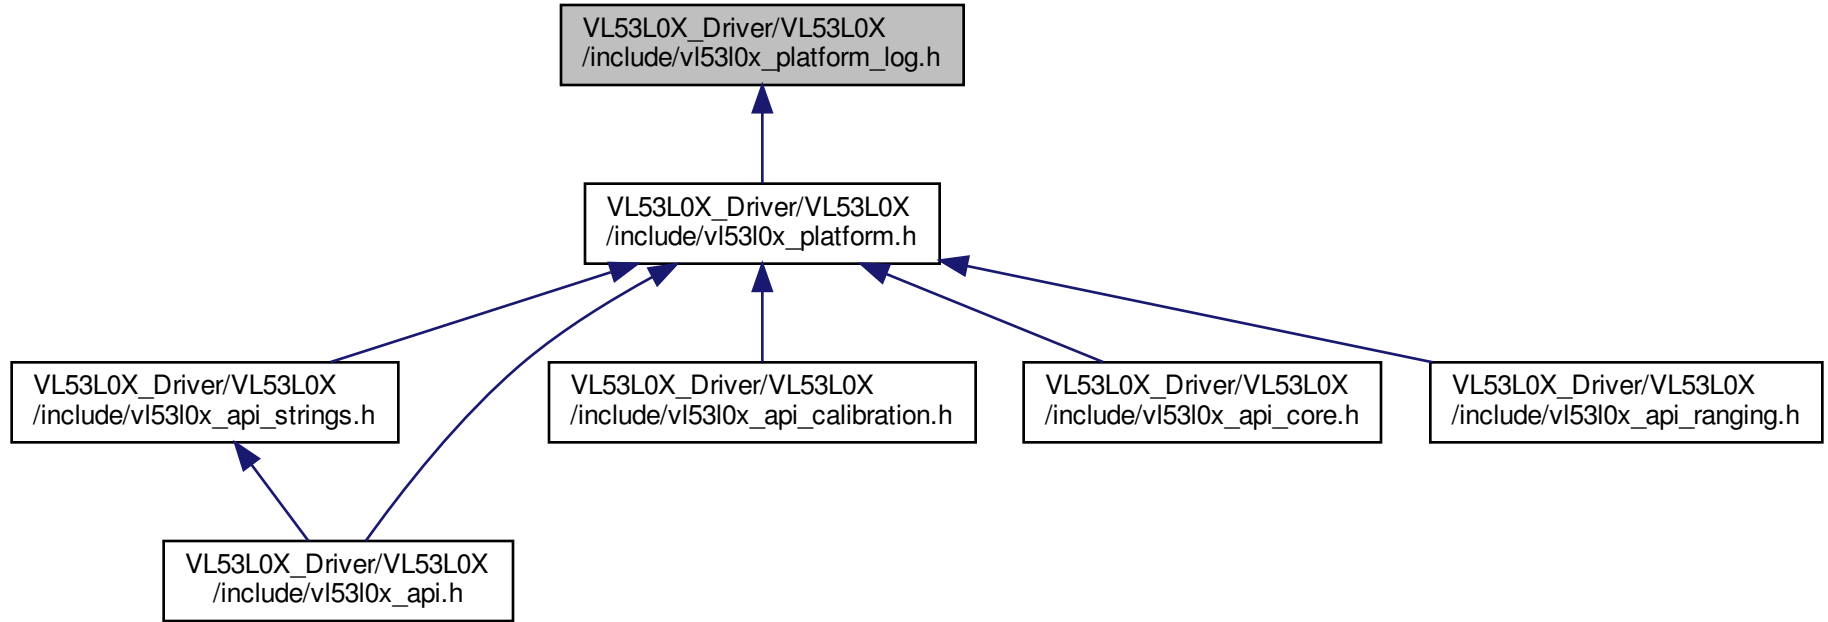 VL53L0X_Driver/VL53L0X
/include/vl53l0x_platform_log.h
VL53L0X_Driver/VL53L0X
/include/vl53l0x_platform.h
VL53L0X_Driver/VL53L0X
/include/vl53l0x_api_strings.h
VL53L0X_Driver/VL53L0X
/include/vl53l0x_api_calibration.h
VL53L0X_Driver/VL53L0X
/include/vl53l0x_api_core.h
VL53L0X_Driver/VL53L0X
/include/vl53l0x_api_ranging.h
VL53L0X_Driver/VL53L0X
/include/vl53l0x_api.h